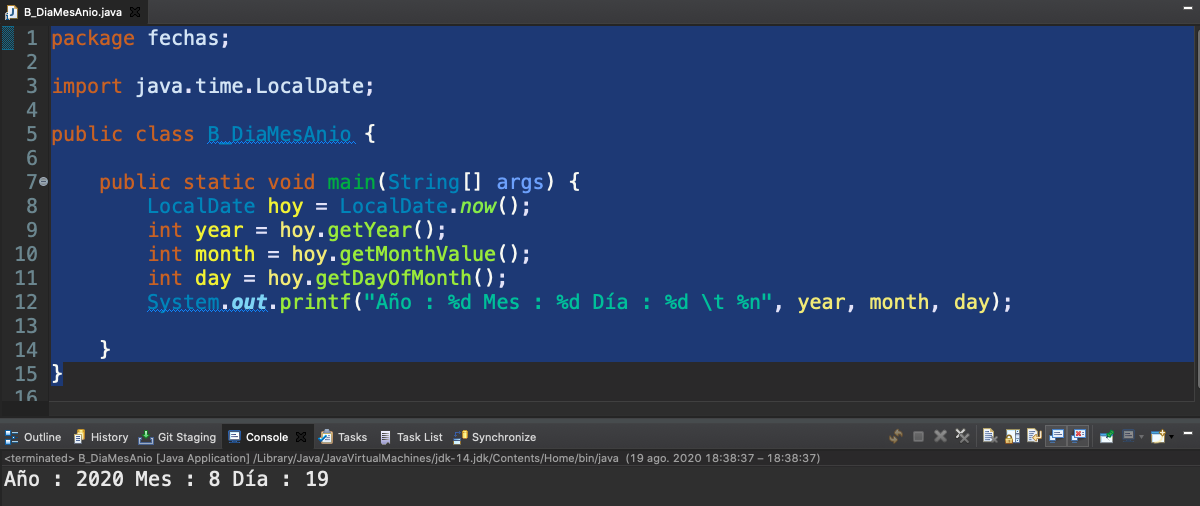 B_DiaMesAnio.java
1 package fechas;
2
3 import java.time.LocalDate;
4
5 public class B_DiaMesAnio {
6
7 public static void main(String[] args) {
8 LocalDate hoy = LocalDate.now();
9 int year = hoy.getYear();
10 int month = hoy.getMonthValue();
11 int day = hoy.getDayOfMonth();
12 System.out.printf("Año : %d Mes : %d Día : %d \t %n", year, month, day);
13
14 }
15 }
16
Outline History Git Staging Console Tasks Task List Synchronize
<terminated> B_DiaMesAnio [Java Application] /Library/Java/JavaVirtualMachines/jdk-14.jdk/Contents/Home/bin/java (19 ago. 2020 18:38:37 – 18:38:37)
Año : 2020 Mes : 8 Día : 19